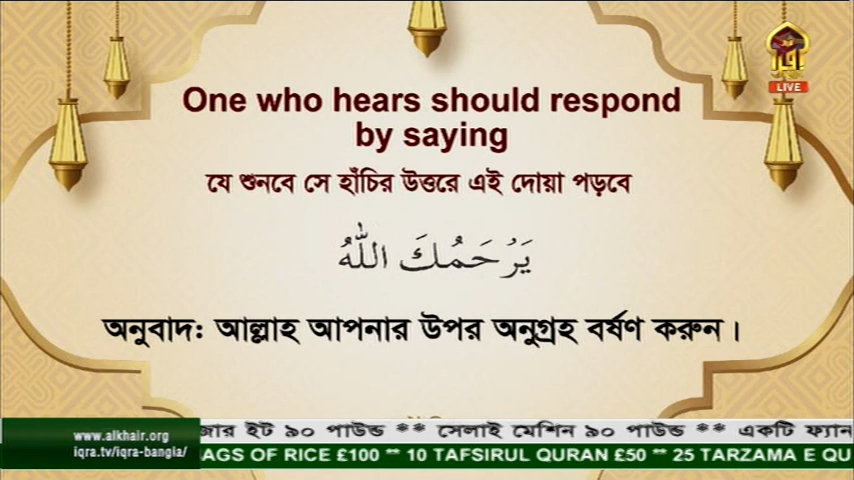 One who hears should respond
by saying
যে শুনবে সে হাঁচির উত্তরে এই দোয়া পড়বে
يَرْحَمُكَ اللّٰهُ
অনুবাদ: আল্লাহ আপনার উপর অনুগ্রহ বর্ষণ করুন।
LIVE
www.alkhair.org
জার ইট ৯০ পাউন্ড ** সেলাই মেশিন ৯০ পাউন্ড ** একটি ফ্যান
iqra.tv/iqra-bangla/
AGS OF RICE £100 ** 10 TAFSIRUL QURAN £50 ** 25 TARZAMA E QU